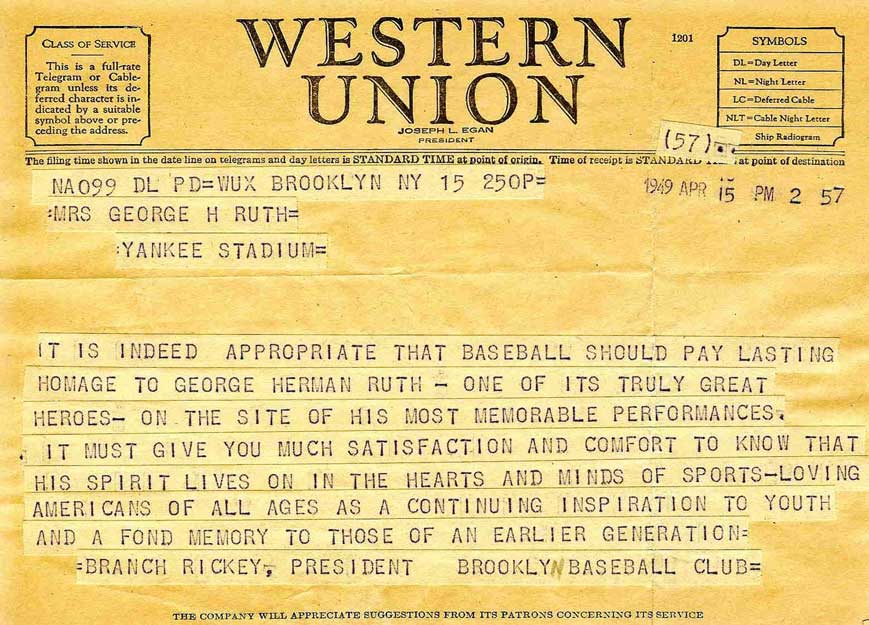 CLASS OF SERVICE
This is a full-rate
Telegram or Cable-
gram unless its de-
ferred character is in-
dicated by a suitable
symbol above or pre-
ceding the address.
WESTERN
UNION
JOSEPH L. EGAN
PRESIDENT
1201
SYMBOLS
DL=Day Letter
NL=Night Letter
LC=Deferred Cable
NLT=Cable Night Letter
Ship Radiogram
(57)
The filing time shown in the date line on telegrams and day letters is STANDARD TIME at point of origin. Time of receipt is STANDARD TIME at point of destination
NA099 DL PD=WUX BROOKLYN NY 15 250P=
1949 APR 15 PM 2 57
:MRS GEORGE H RUTH=
:YANKEE STADIUM=
IT IS INDEED APPROPRIATE THAT BASEBALL SHOULD PAY LASTING
HOMAGE TO GEORGE HERMAN RUTH - ONE OF ITS TRULY GREAT
HEROES- ON THE SITE OF HIS MOST MEMORABLE PERFORMANCES.
IT MUST GIVE YOU MUCH SATISFACTION AND COMFORT TO KNOW THAT
HIS SPIRIT LIVES ON IN THE HEARTS AND MINDS OF SPORTS-LOVING
AMERICANS OF ALL AGES AS A CONTINUING INSPIRATION TO YOUTH
AND A FOND MEMORY TO THOSE OF AN EARLIER GENERATION=
=BRANCH RICKEY, PRESIDENT BROOKLYN BASEBALL CLUB=
THE COMPANY WILL APPRECIATE SUGGESTIONS FROM ITS PATRONS CONCERNING ITS SERVICE